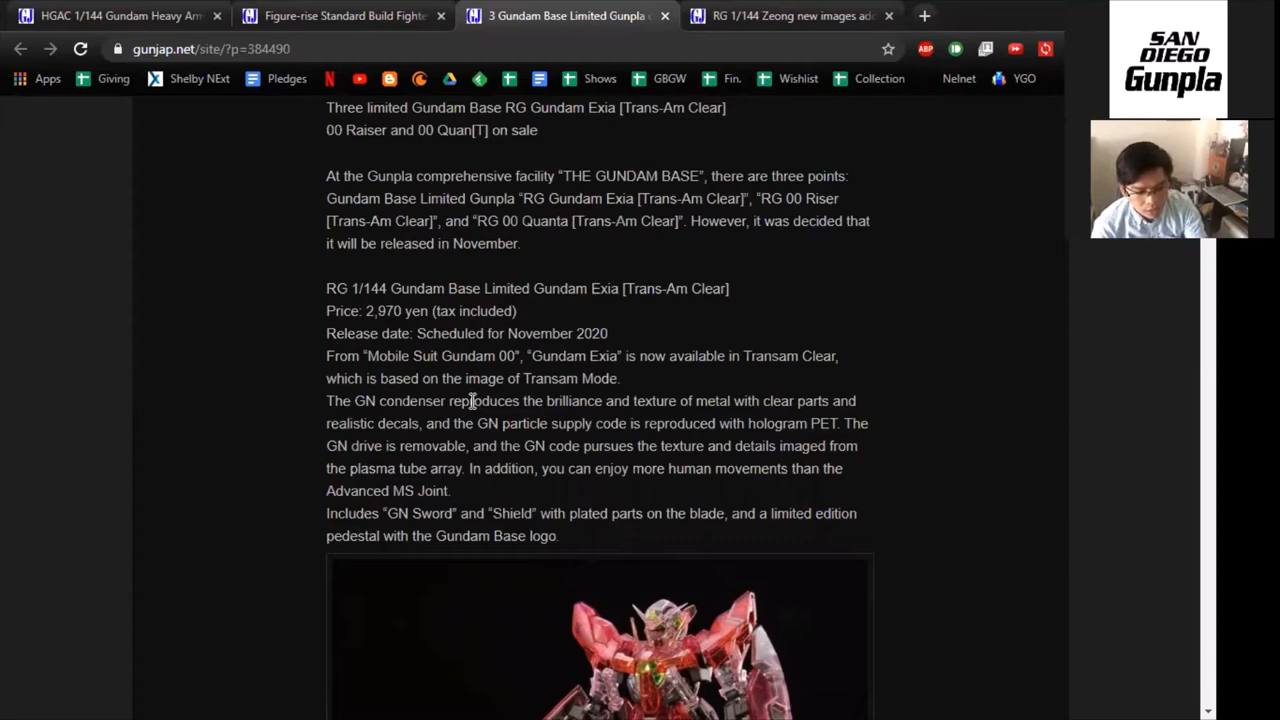 HGAC 1/144 Gundam Heavy Arm
Figure-rise Standard Build Fighte
3 Gundam Base Limited Gunpla c
RG 1/144 Zeong new images add
gunjap.net/site/?p=384490
ABP
Apps
Giving
Shelby NExt
Pledges
Shows
GBGW
Fin.
Wishlist
Collection
Nelnet
YGO
SAN
DIEGO
Gunpla
Three limited Gundam Base RG Gundam Exia [Trans-Am Clear]
00 Raiser and 00 Quan[T] on sale
At the Gunpla comprehensive facility “THE GUNDAM BASE”, there are three points:
Gundam Base Limited Gunpla “RG Gundam Exia [Trans-Am Clear]”, “RG 00 Riser
[Trans-Am Clear]”, and “RG 00 Quanta [Trans-Am Clear]”. However, it was decided that
it will be released in November.
RG 1/144 Gundam Base Limited Gundam Exia [Trans-Am Clear]
Price: 2,970 yen (tax included)
Release date: Scheduled for November 2020
From “Mobile Suit Gundam 00”, “Gundam Exia” is now available in Transam Clear,
which is based on the image of Transam Mode.
The GN condenser reproduces the brilliance and texture of metal with clear parts and
realistic decals, and the GN particle supply code is reproduced with hologram PET. The
GN drive is removable, and the GN code pursues the texture and details imaged from
the plasma tube array. In addition, you can enjoy more human movements than the
Advanced MS Joint.
Includes “GN Sword” and “Shield” with plated parts on the blade, and a limited edition
pedestal with the Gundam Base logo.